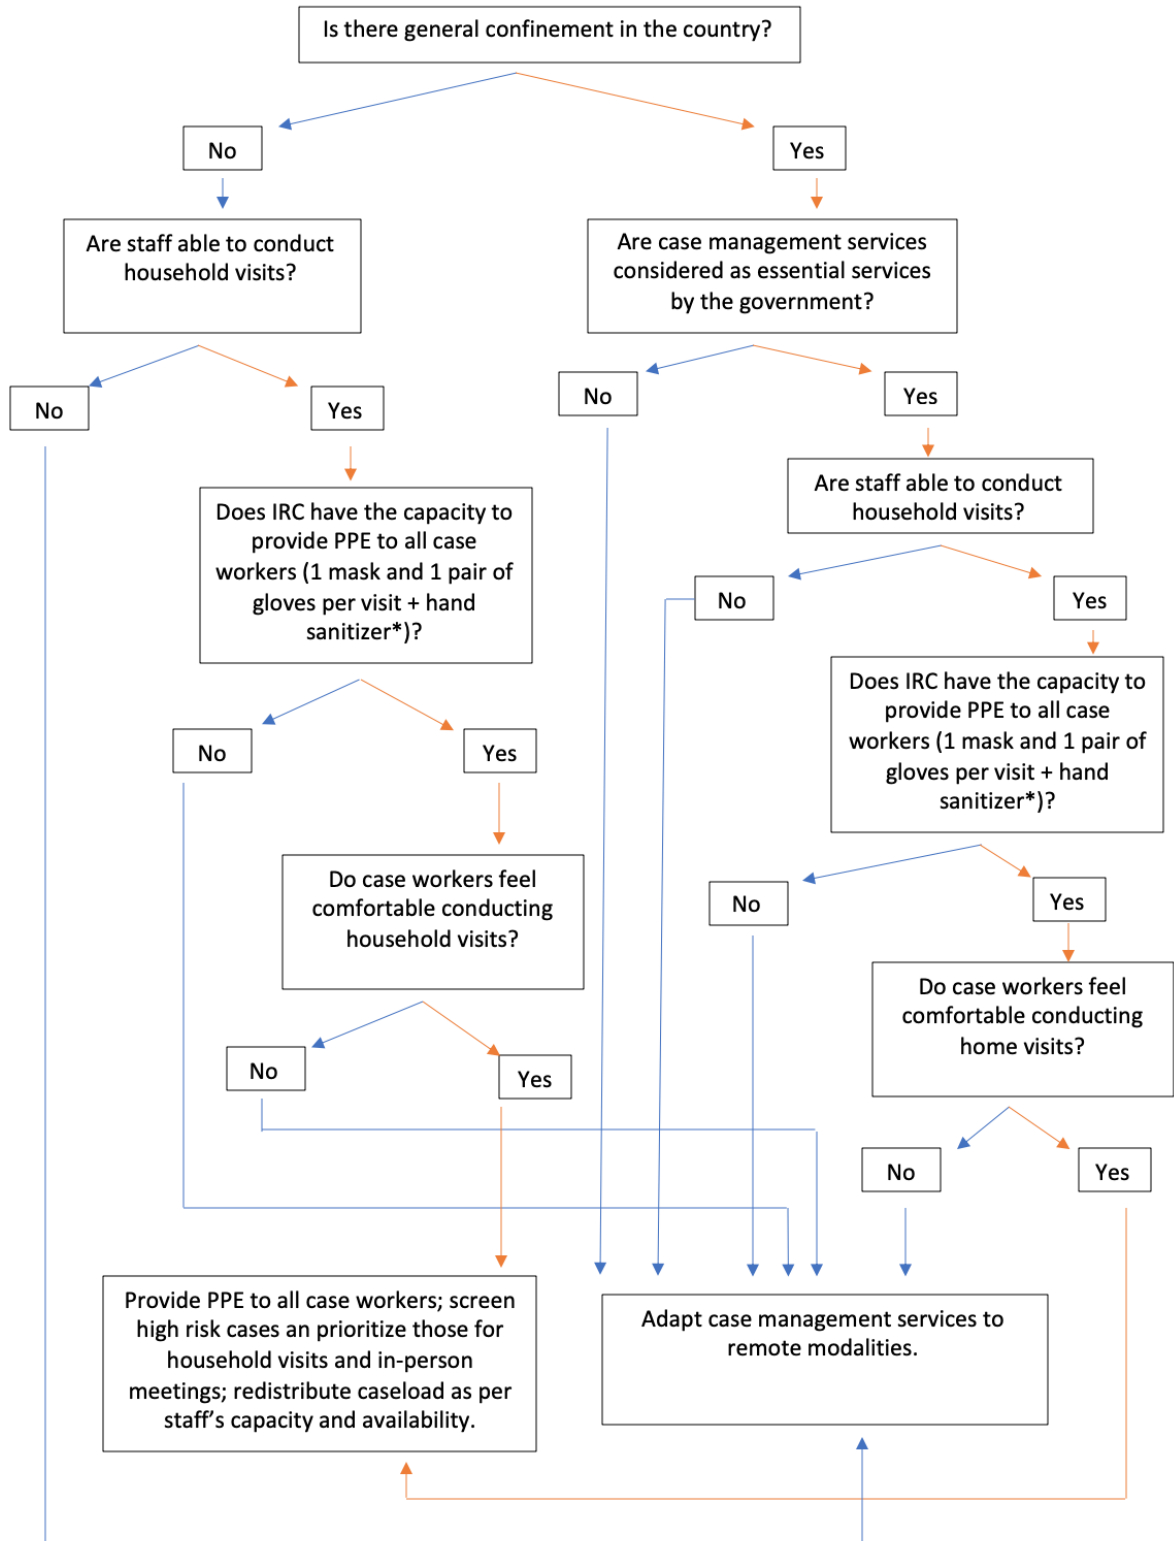 Is there general confinement in the country?
No
Yes
Are staff able to conduct
household visits?
Are case management services
considered as essential services
by the government?
No
Yes
No
Yes
Are staff able to conduct
household visits?
Does IRC have the capacity to
provide PPE to all case
workers (1 mask and 1 pair of
gloves per visit + hand
sanitizer*)?
No
Yes
Does IRC have the capacity to
provide PPE to all case
workers (1 mask and 1 pair of
gloves per visit + hand
sanitizer*)?
No
Yes
Do case workers feel
comfortable conducting
household visits?
No
Yes
Do case workers feel
comfortable conducting
home visits?
No
Yes
No
Yes
Provide PPE to all case workers; screen
high risk cases an prioritize those for
household visits and in-person
meetings; redistribute caseload as per
staff’s capacity and availability.
Adapt case management services to
remote modalities.